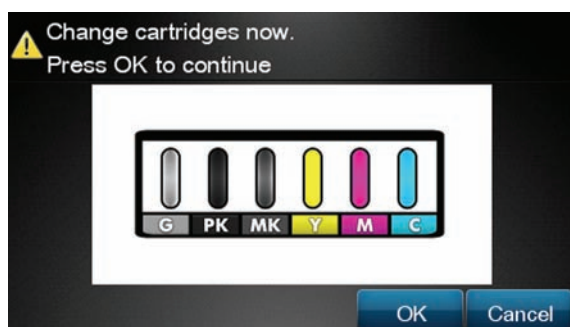 Change cartridges now.
Press OK to continue
G PK MK Y M C
OK Cancel